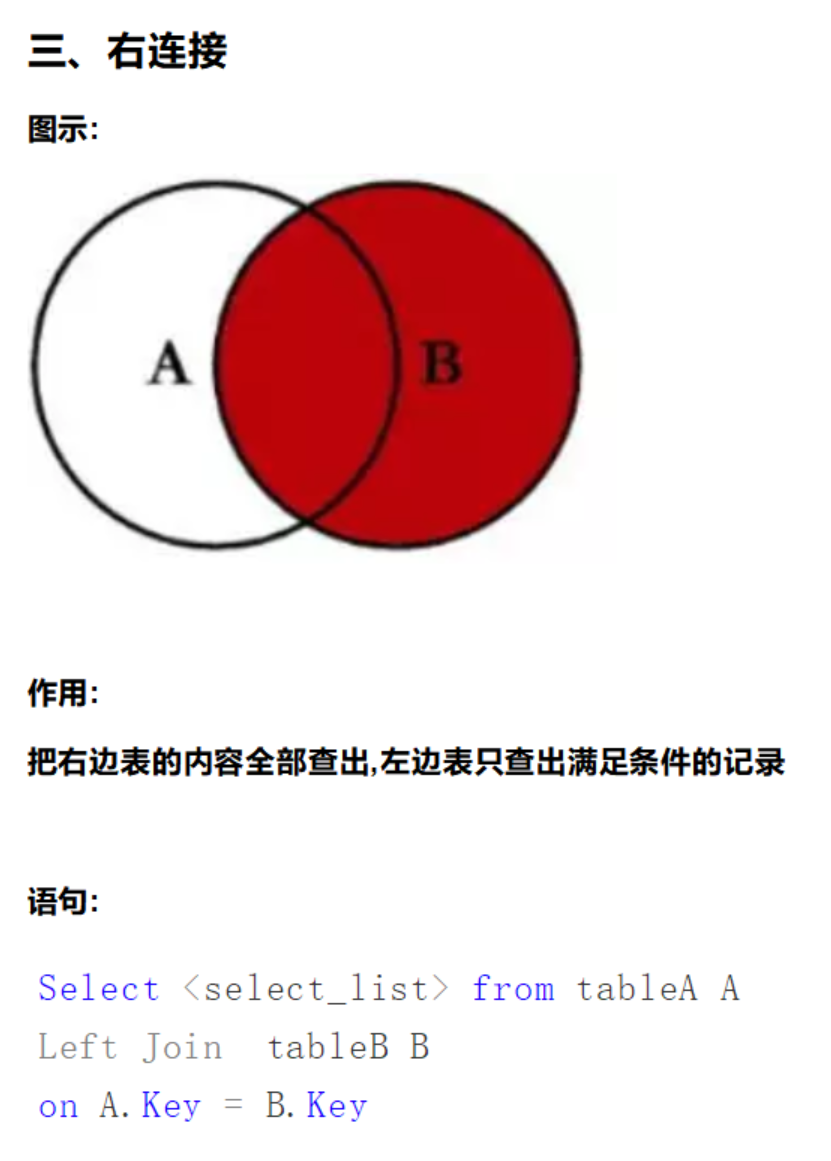 三、右连接
图示:
A B
作用:
把右边表的内容全部查出,左边表只查出满足条件的记录
语句:
Select <select_list> from tableA A
Left Join  tableB B
on A.Key = B.Key